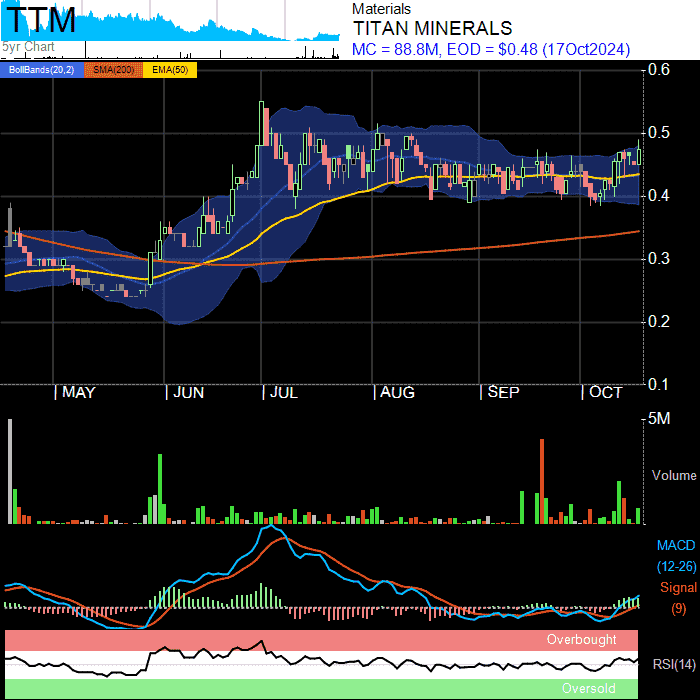 TTM
5yr Chart
Materials
TITAN MINERALS
MC = 88.8M, EOD = $0.48 (17Oct2024)
BollBands(20,2) SMA(200) EMA(50)
0.6
0.5
0.4
0.3
0.2
0.1
MAY JUN JUL AUG SEP OCT
5M
Volume
MACD
(12-26)
Signal
(9)
Overbought
RSI(14)
Oversold